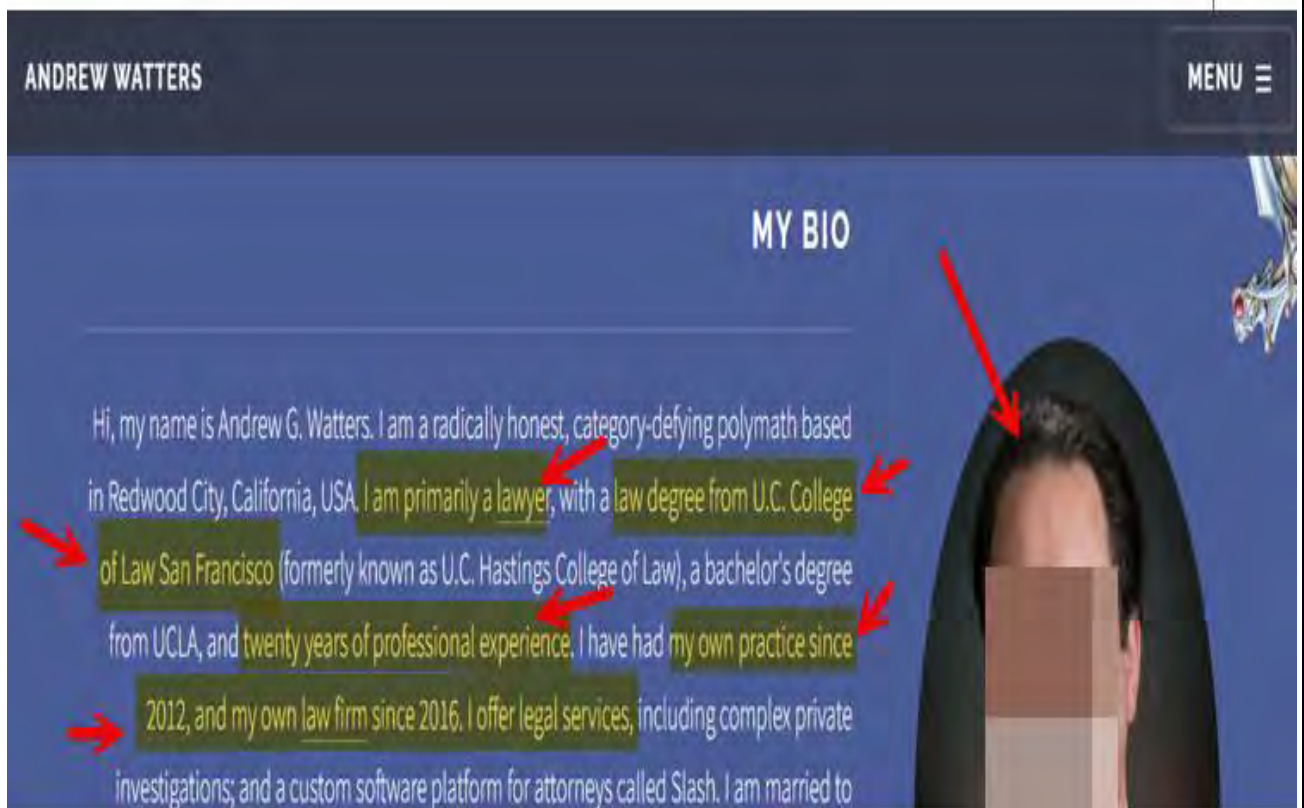 ANDREW WATTERS
MENU
MY BIO
Hi, my name is Andrew G. Watters. I am a radically honest, category-defying polymath based
in Redwood City, California, USA. I am primarily a lawyer, with a law degree from U.C. College
of Law San Francisco (formerly known as U.C. Hastings College of Law), a bachelor's degree
from UCLA, and twenty years of professional experience. I have had my own practice since
2012, and my own law firm since 2016. I offer legal services, including complex private
investigations; and a custom software platform for attorneys called Slash. I am married to